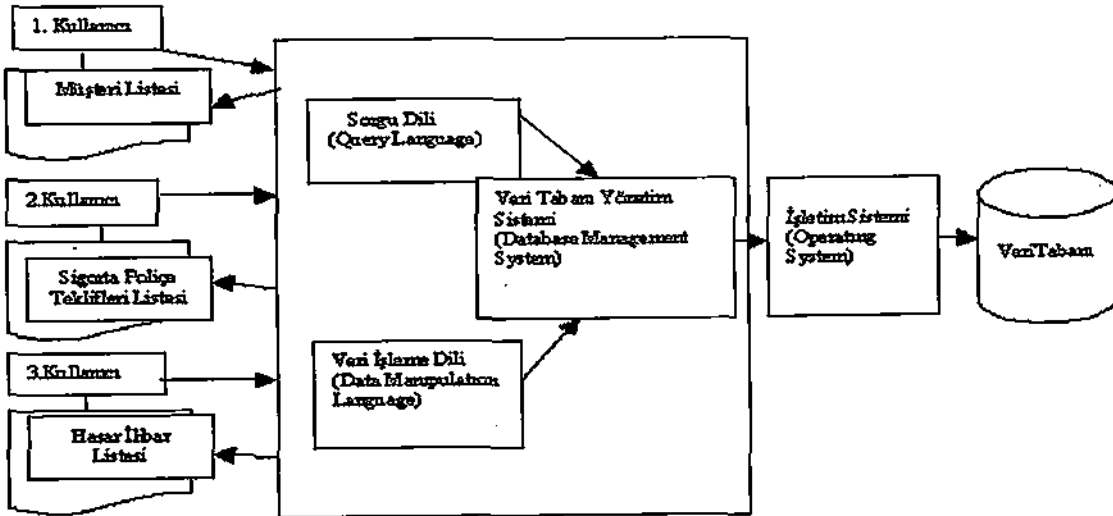 1. Kullanıcı
Müşteri Listesi
2.Kullanıcı
Sigorta Poliçe
Teklifleri Listesi
3.Kullanıcı
Hasar İhbar
Listesi
Sorgu Dili
(Query Language)
Veri Tabanı Yönetim
Sistemi
(Database Management
System)
Veri İşleme Dili
(Data Manipulation
Language)
İşletim Sistemi
(Operating
System)
Veri Tabanı